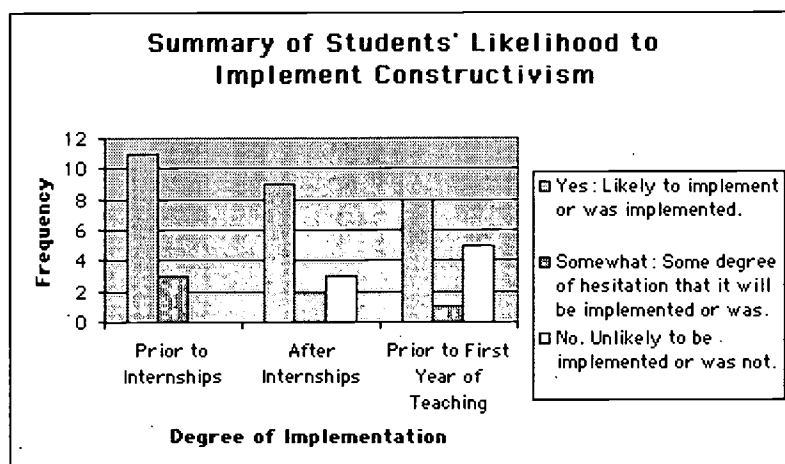 Summary of Students' Likelihood to
Implement Constructivism
Frequency
12
10
8
6
4
2
0
Prior to
Internships
After
Internships
Prior to First
Year of
Teaching
Degree of Implementation
Yes: Likely to implement
or was implemented.
Somewhat: Some degree
of hesitation that it will
be implemented or was.
No. Unlikely to be
implemented or was not.